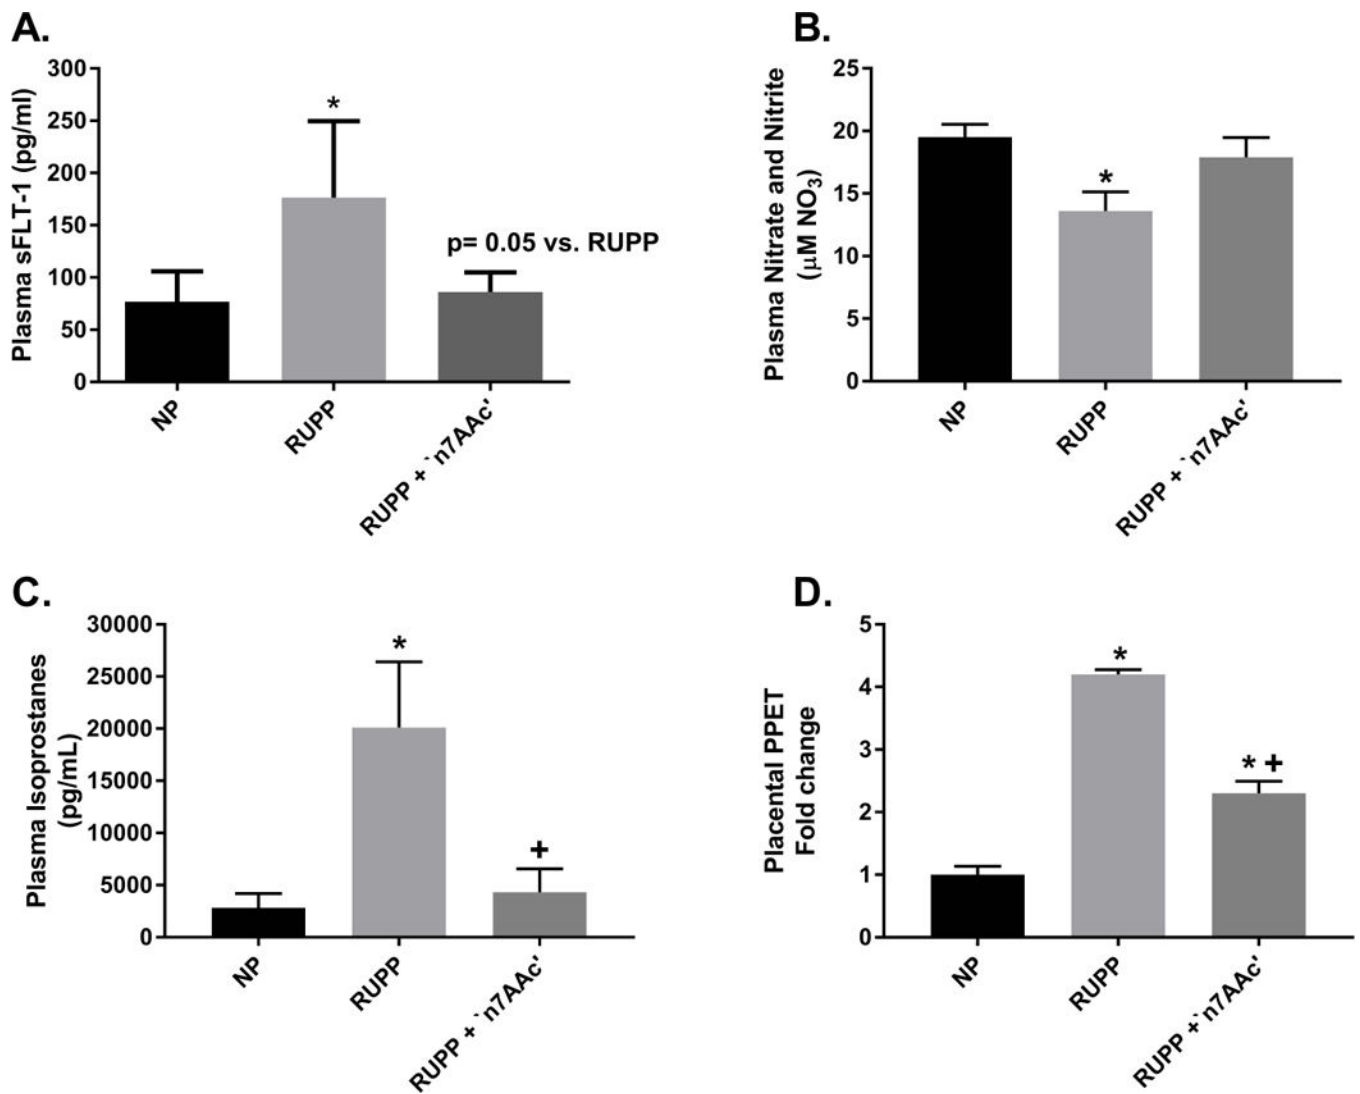 A.
Plasma sFLT-1 (pg/ml)
300
250
200
150
100
50
0
*
p= 0.05 vs. RUPP
NP
RUPP
RUPP +`n7AAc'
B.
Plasma Nitrate and Nitrite
(μM NO3)
25
20
15
10
5
0
*
NP
RUPP
RUPP +`n7AAc'
C.
Plasma Isoprostanes
(pg/mL)
30000
25000
20000
15000
10000
5000
0
*
+
NP
RUPP
RUPP +`n7AAc'
D.
Placental PPET
Fold change
5
4
3
2
1
0
*
* +
NP
RUPP
RUPP +`n7AAc'